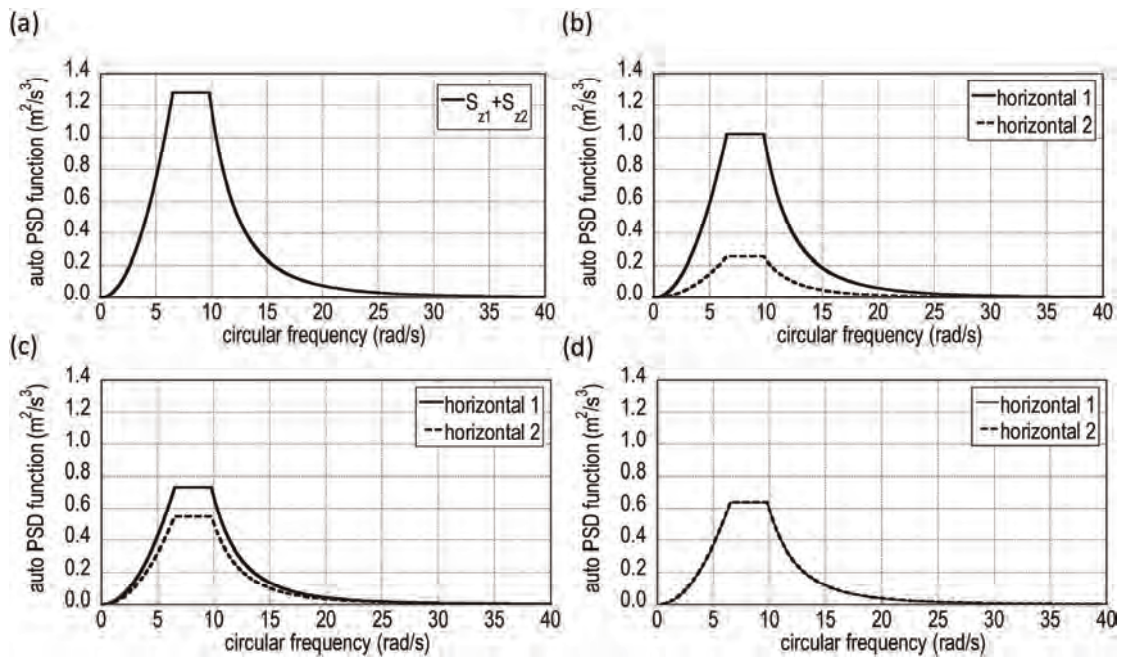 (a)
auto PSD function (m²/s³)
1.4
1.2
1.0
0.8
0.6
0.4
0.2
0.0
0 5 10 15 20 25 30 35 40
circular frequency (rad/s)
S_z1+S_z2
(b)
auto PSD function (m²/s³)
1.4
1.2
1.0
0.8
0.6
0.4
0.2
0.0
0 5 10 15 20 25 30 35 40
circular frequency (rad/s)
horizontal 1
horizontal 2
(c)
auto PSD function (m²/s³)
1.4
1.2
1.0
0.8
0.6
0.4
0.2
0.0
0 5 10 15 20 25 30 35 40
circular frequency (rad/s)
horizontal 1
horizontal 2
(d)
auto PSD function (m²/s³)
1.4
1.2
1.0
0.8
0.6
0.4
0.2
0.0
0 5 10 15 20 25 30 35 40
circular frequency (rad/s)
horizontal 1
horizontal 2